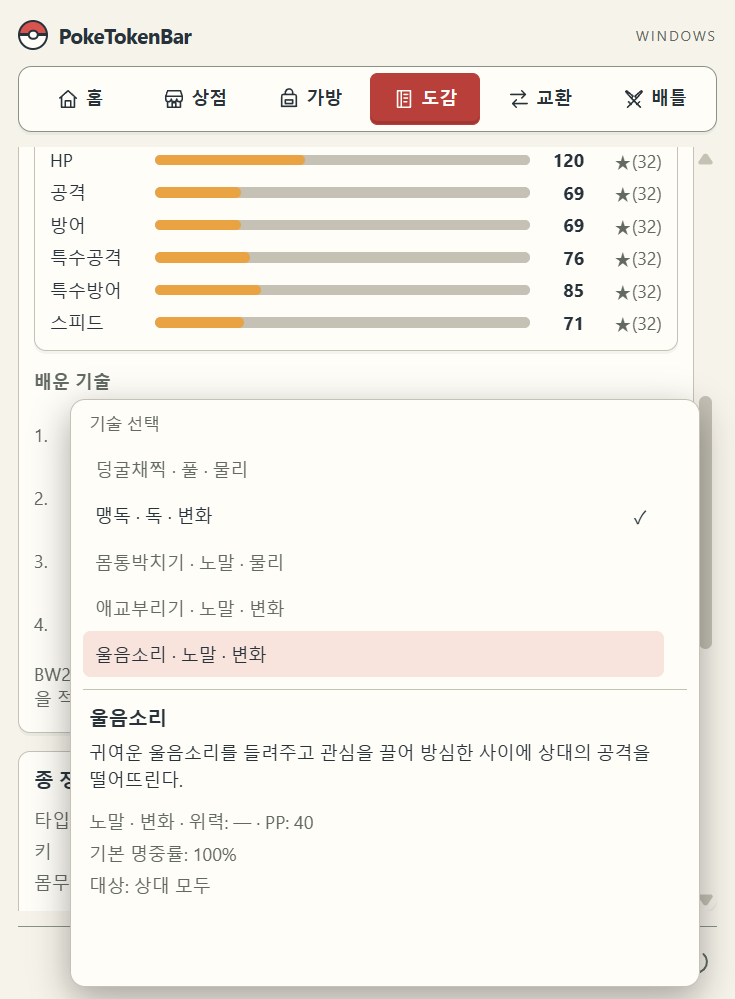 PokeTokenBar
WINDOWS
홈 상점 가방 도감 교환 배틀
HP 120 ★(32)
공격 69 ★(32)
방어 69 ★(32)
특수공격 76 ★(32)
특수방어 85 ★(32)
스피드 71 ★(32)
배운 기술
1.
2.
3.
4.
BW2
을 적
종 정
타입
키
몸무
기술 선택
덩굴채찍 · 풀 · 물리
맹독 · 독 · 변화 ✓
몸통박치기 · 노말 · 물리
애교부리기 · 노말 · 변화
울음소리 · 노말 · 변화
울음소리
귀여운 울음소리를 들려주고 관심을 끌어 방심한 사이에 상대의 공격을
떨어뜨린다.
노말 · 변화 · 위력: — · PP: 40
기본 명중률: 100%
대상: 상대 모두